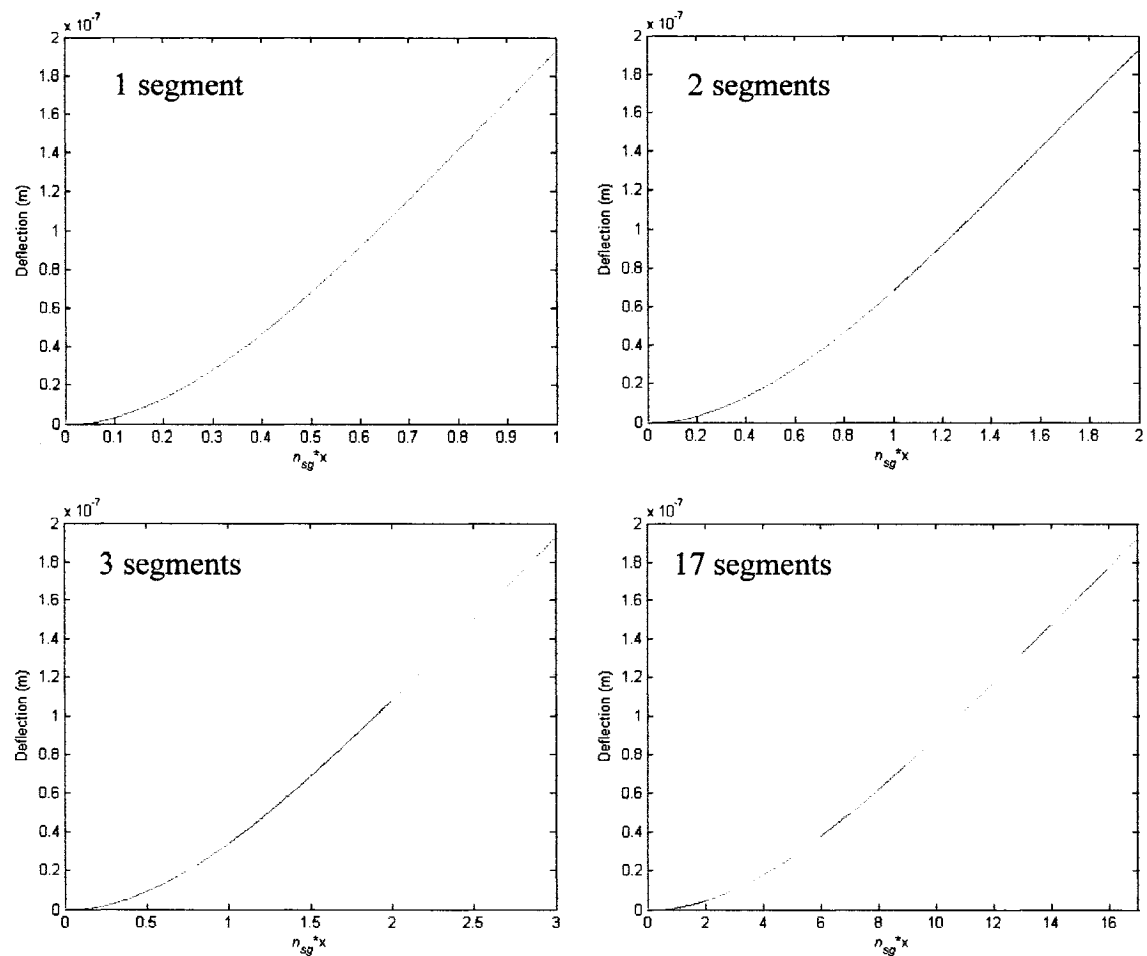 x 10⁻⁷
1 segment
Deflection (m)
2
1.8
1.6
1.4
1.2
1
0.8
0.6
0.4
0.2
0
0 0.1 0.2 0.3 0.4 0.5 0.6 0.7 0.8 0.9 1
n_sg*x
x 10⁻⁷
2 segments
Deflection (m)
2
1.8
1.6
1.4
1.2
1
0.8
0.6
0.4
0.2
0
0 0.2 0.4 0.6 0.8 1 1.2 1.4 1.6 1.8 2
n_sg*x
x 10⁻⁷
3 segments
Deflection (m)
2
1.8
1.6
1.4
1.2
1
0.8
0.6
0.4
0.2
0
0 0.5 1 1.5 2 2.5 3
n_sg*x
x 10⁻⁷
17 segments
Deflection (m)
2
1.8
1.6
1.4
1.2
1
0.8
0.6
0.4
0.2
0
0 2 4 6 8 10 12 14 16
n_sg*x